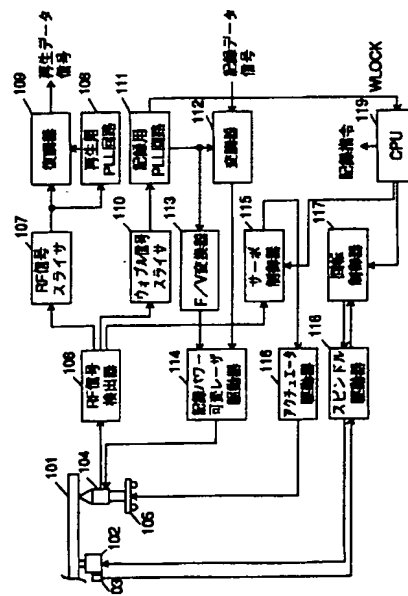 101
102
03
104
105
106
RF信号
検出器
107
RF信号
スライサ
109
復調器
再生データ
信号
108
再生用
PLL回路
110
ウォブル信号
スライサ
111
記録用
PLL回路
113
F/V変換器
112
変調器
記録データ
信号
114
記録パワー
可変レーザ
駆動器
115
サーボ
制御器
WLOCK
116
アクチュエータ
駆動器
記録指令
119
CPU
117
回転
制御器
スピンドル
駆動器